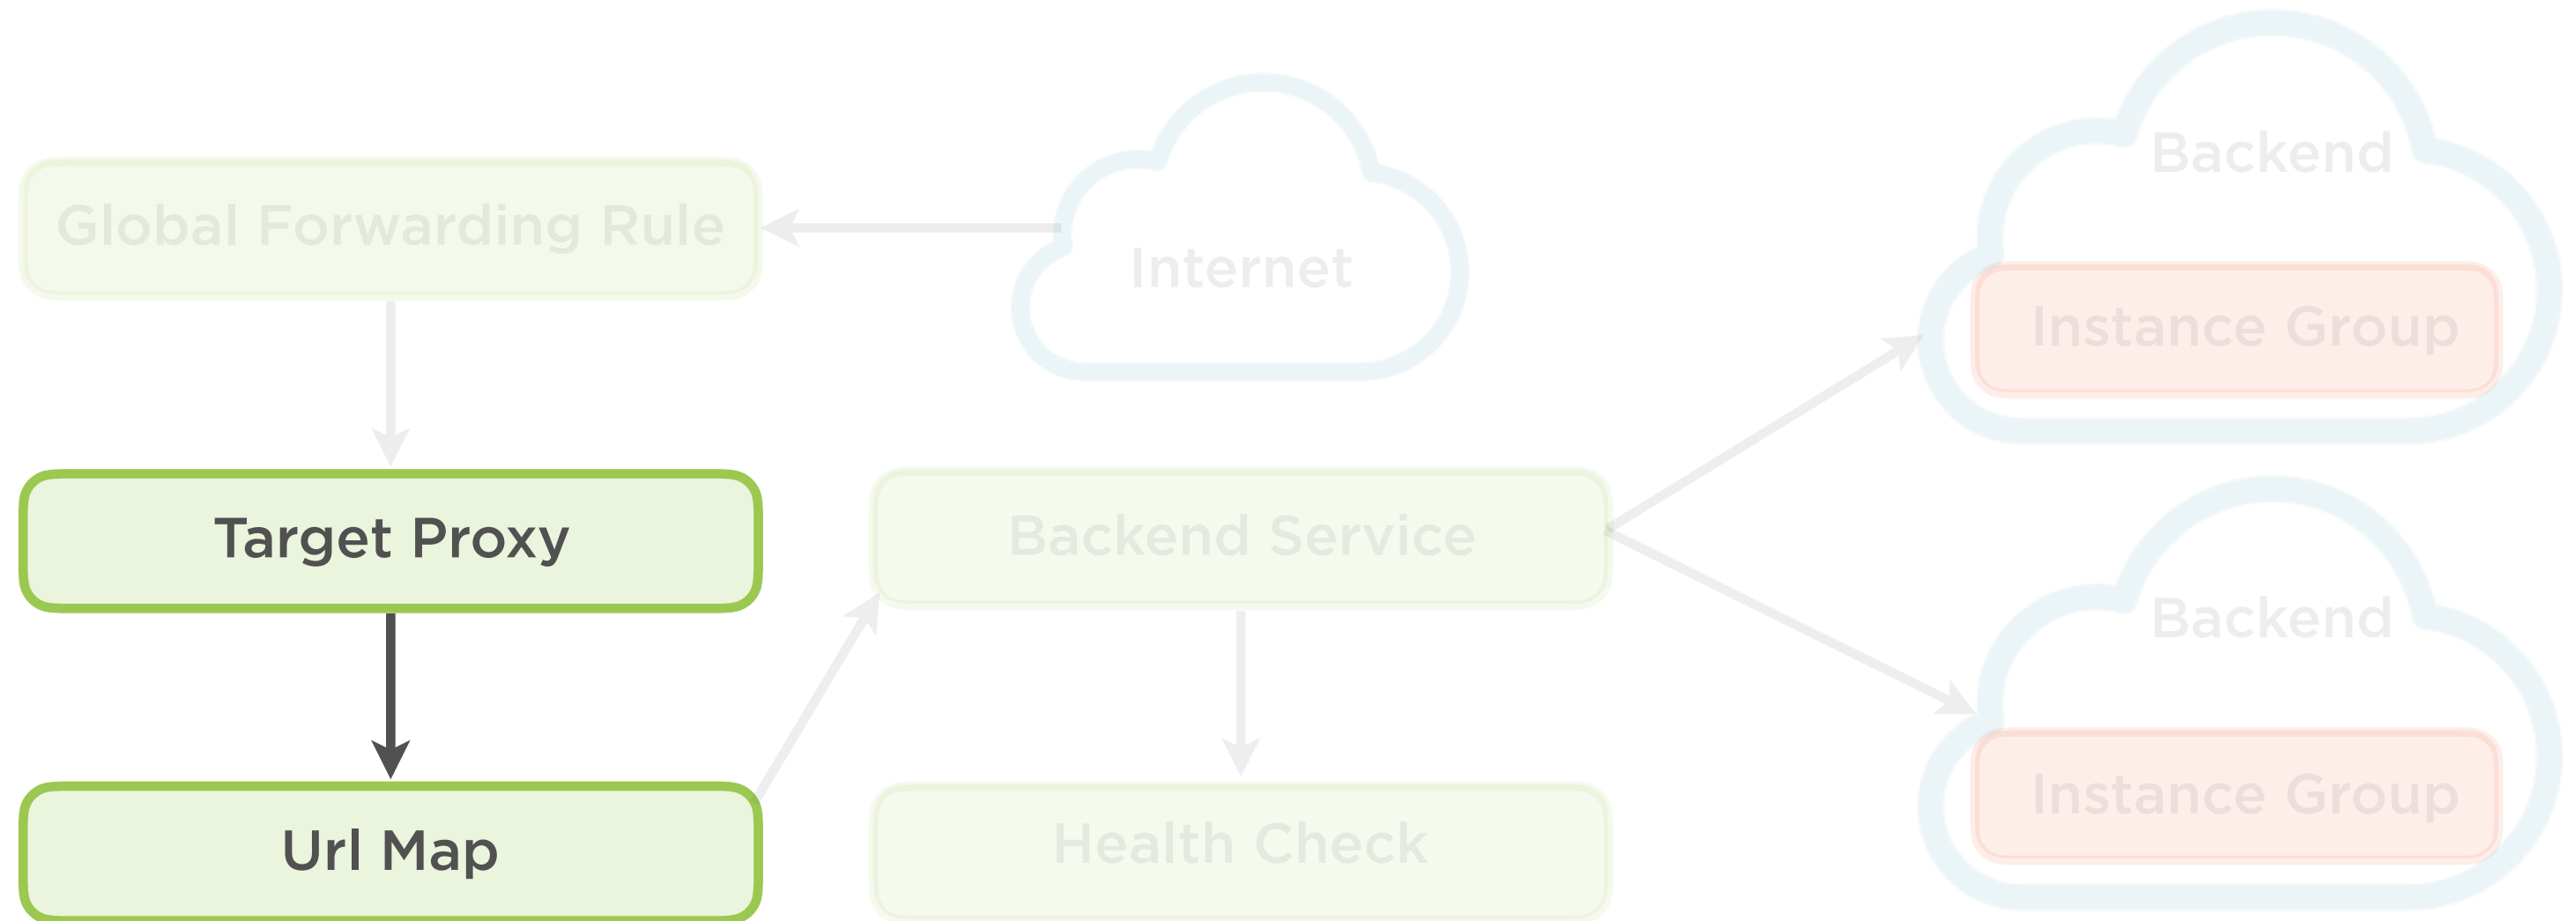 Global Forwarding Rule
Internet
Backend
Instance Group
Target Proxy
Backend Service
Backend
Instance Group
Url Map
Health Check